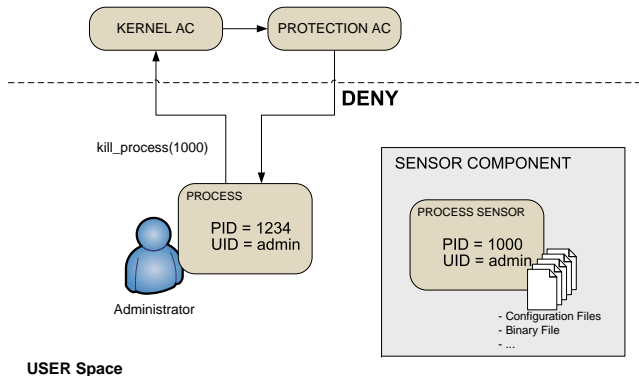 KERNEL AC
PROTECTION AC
DENY
kill_process(1000)
PROCESS
PID = 1234
UID = admin
Administrator
SENSOR COMPONENT
PROCESS SENSOR
PID = 1000
UID = admin
- Configuration Files
- Binary File
- ...
USER Space